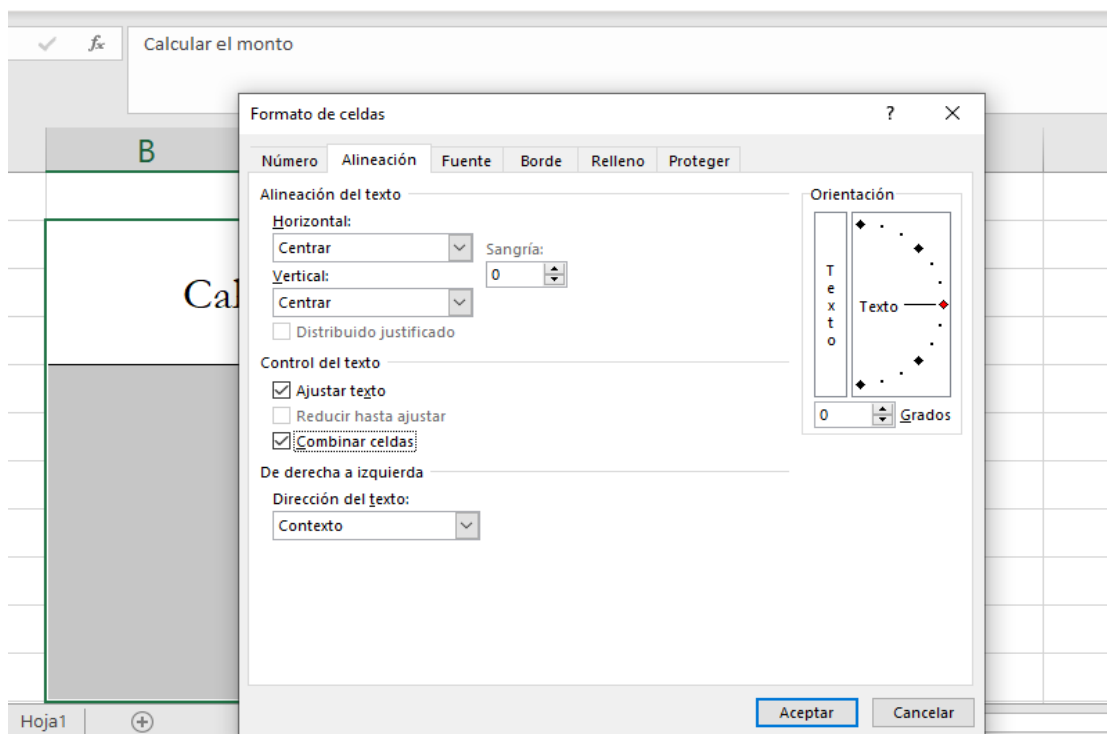 fx Calcular el monto
Formato de celdas ?
B
Número Alineación Fuente Borde Relleno Proteger
Alineación del texto
Horizontal:
Centrar
Sangría:
0
Vertical:
Centrar
Distribuido justificado
Control del texto
Ajustar texto
Reducir hasta ajustar
Combinar celdas
De derecha a izquierda
Dirección del texto:
Contexto
Orientación
Texto
Texto
0 Grados
Cal
Aceptar Cancelar
Hoja1